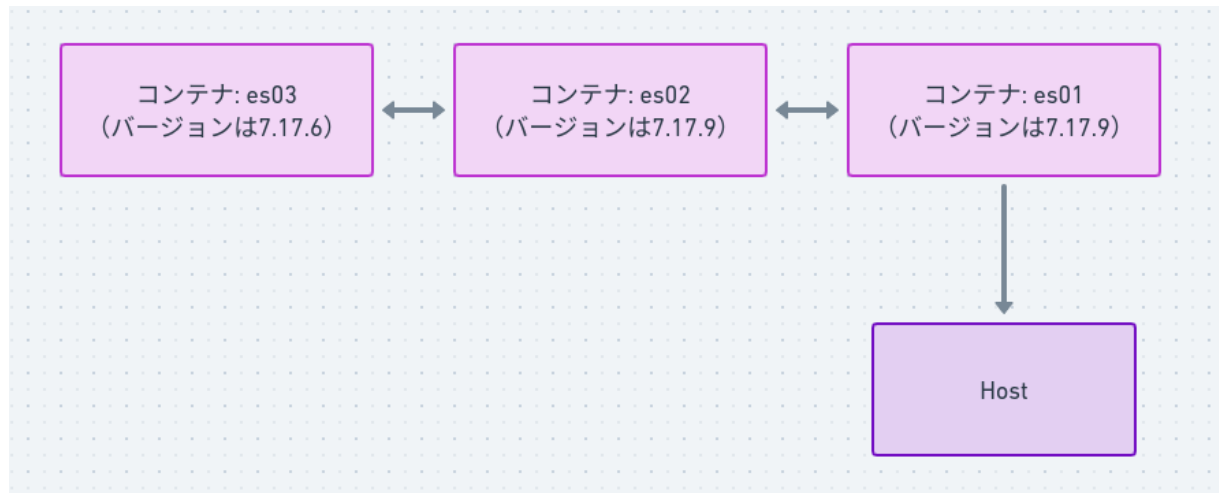 コンテナ: es03
（バージョンは7.17.6）
コンテナ: es02
（バージョンは7.17.9）
コンテナ: es01
（バージョンは7.17.9）
Host